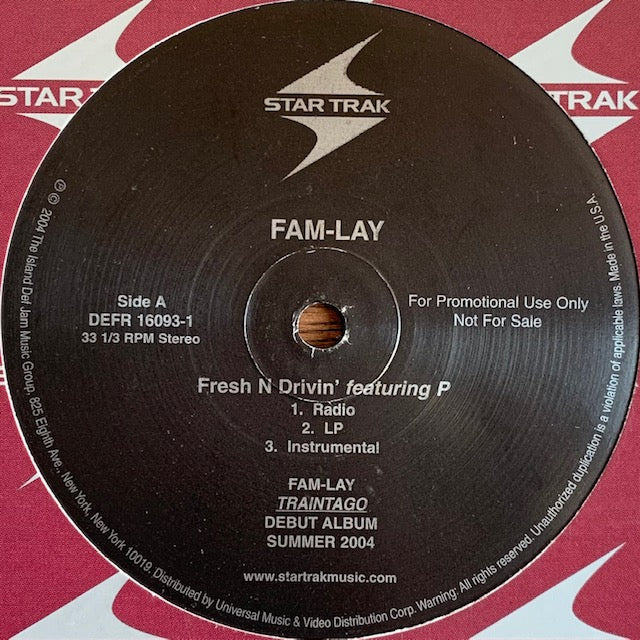 STAR TRAK
TRAK
STAR TRAK
FAM-LAY
Side A
DEFR 16093-1
33 1/3 RPM Stereo
For Promotional Use Only
Not For Sale
Fresh N Drivin' featuring P
1. Radio
2. LP
3. Instrumental
FAM-LAY
TRAINTAGO
DEBUT ALBUM
SUMMER 2004
www.startrakmusic.com
℗ © 2004 The Island Def Jam Music Group, 825 Eighth Ave., New York, New York 10019. Distributed by Universal Music & Video Distribution Corp. Warning: All rights reserved. Unauthorized duplication is a violation of applicable laws. Made in the U.S.A.